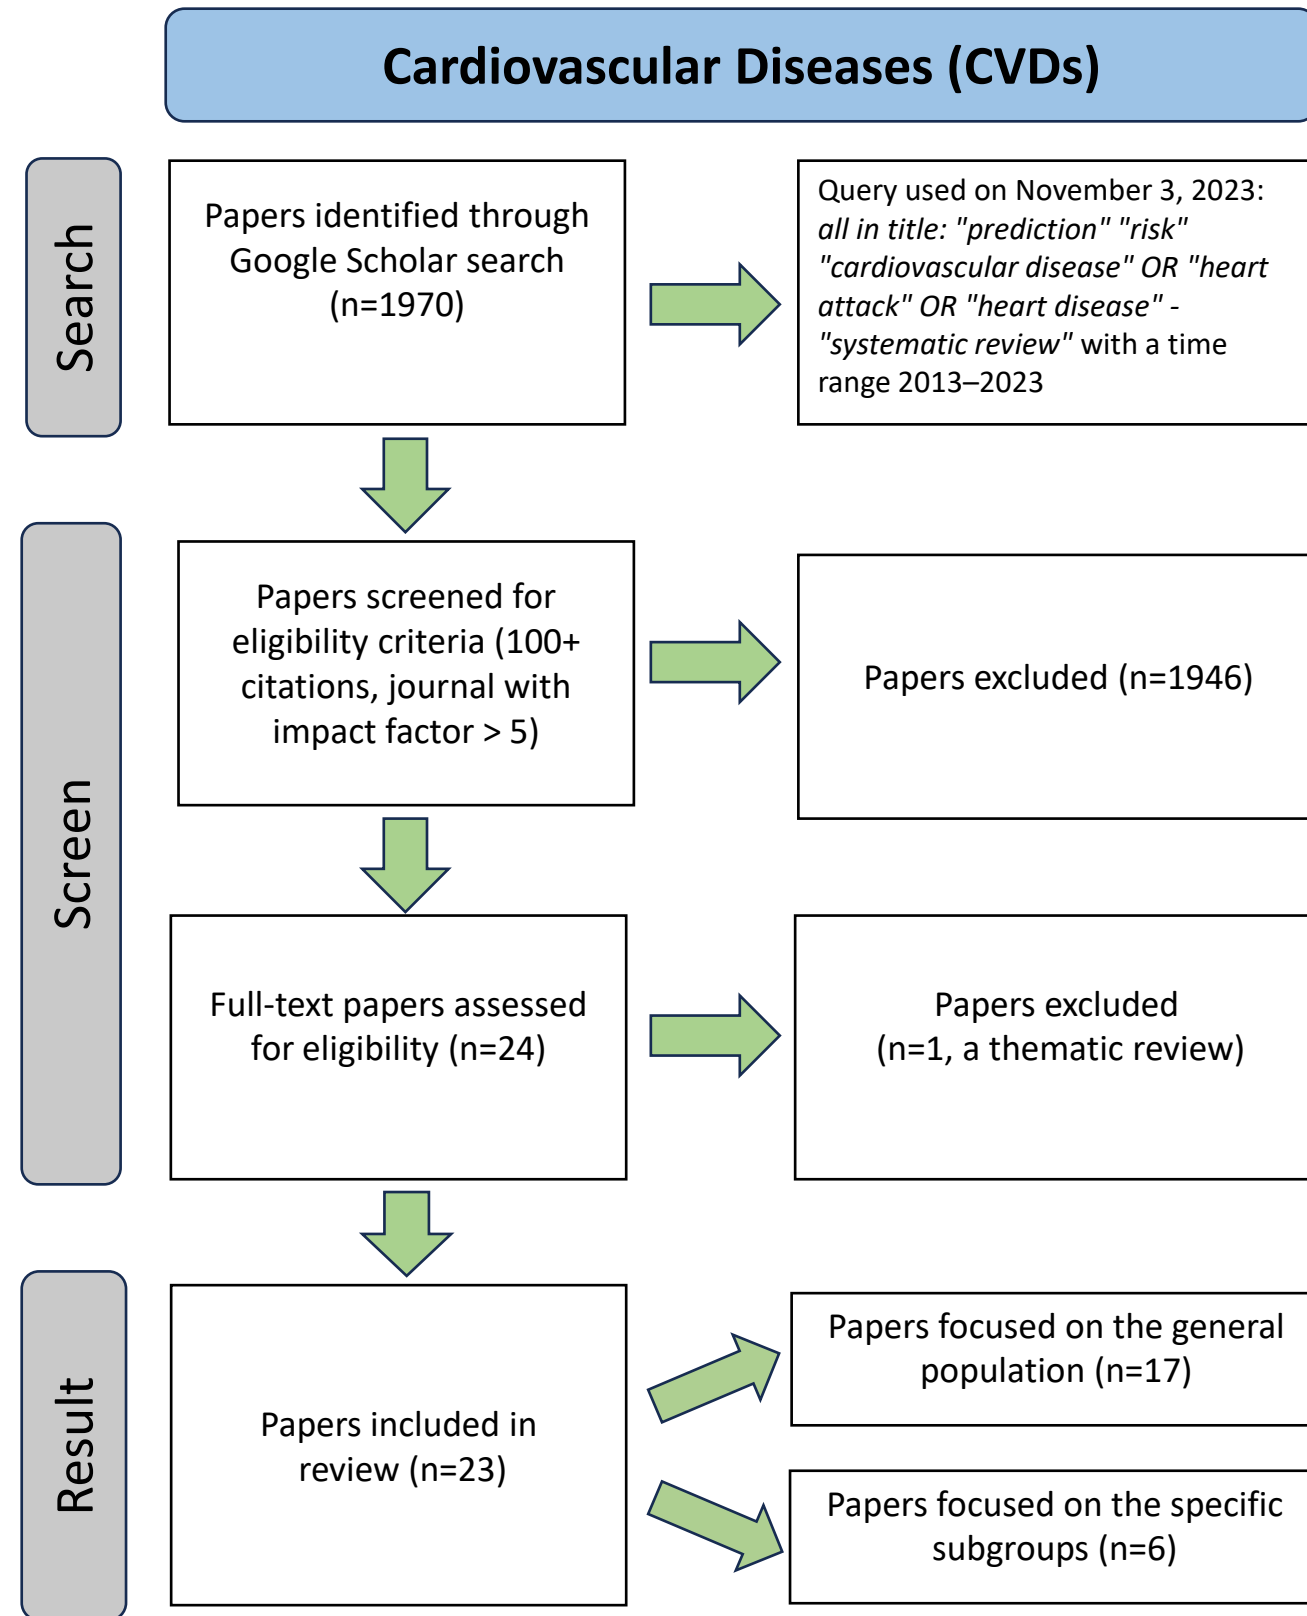 Cardiovascular Diseases (CVDs)
Search
Papers identified through
Google Scholar search
(n=1970)
Query used on November 3, 2023:
all in title: "prediction" "risk"
"cardiovascular disease" OR "heart
attack" OR "heart disease" -
"systematic review" with a time
range 2013–2023
Screen
Papers screened for
eligibility criteria (100+
citations, journal with
impact factor > 5)
Papers excluded (n=1946)
Full-text papers assessed
for eligibility (n=24)
Papers excluded
(n=1, a thematic review)
Result
Papers included in
review (n=23)
Papers focused on the general
population (n=17)
Papers focused on the specific
subgroups (n=6)